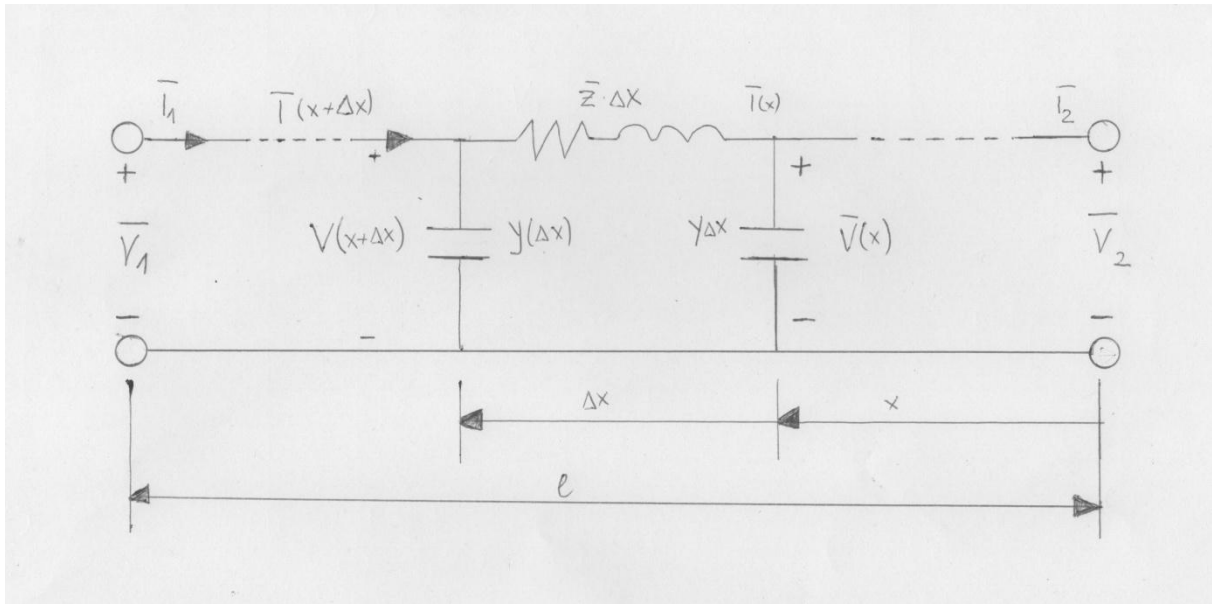 I̅₁ I̅(x+Δx) z̅·Δx I̅(x) I̅₂
+ + + +
V̅₁ V(x+Δx) y(Δx) yΔx V̅(x) V̅₂
− − − −
Δx x
ℓ